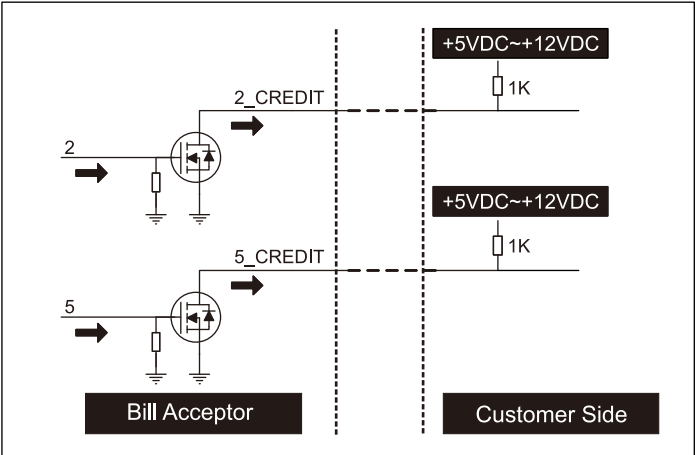 +5VDC~+12VDC
1K
2_CREDIT
2
+5VDC~+12VDC
1K
5_CREDIT
5
Bill Acceptor
Customer Side